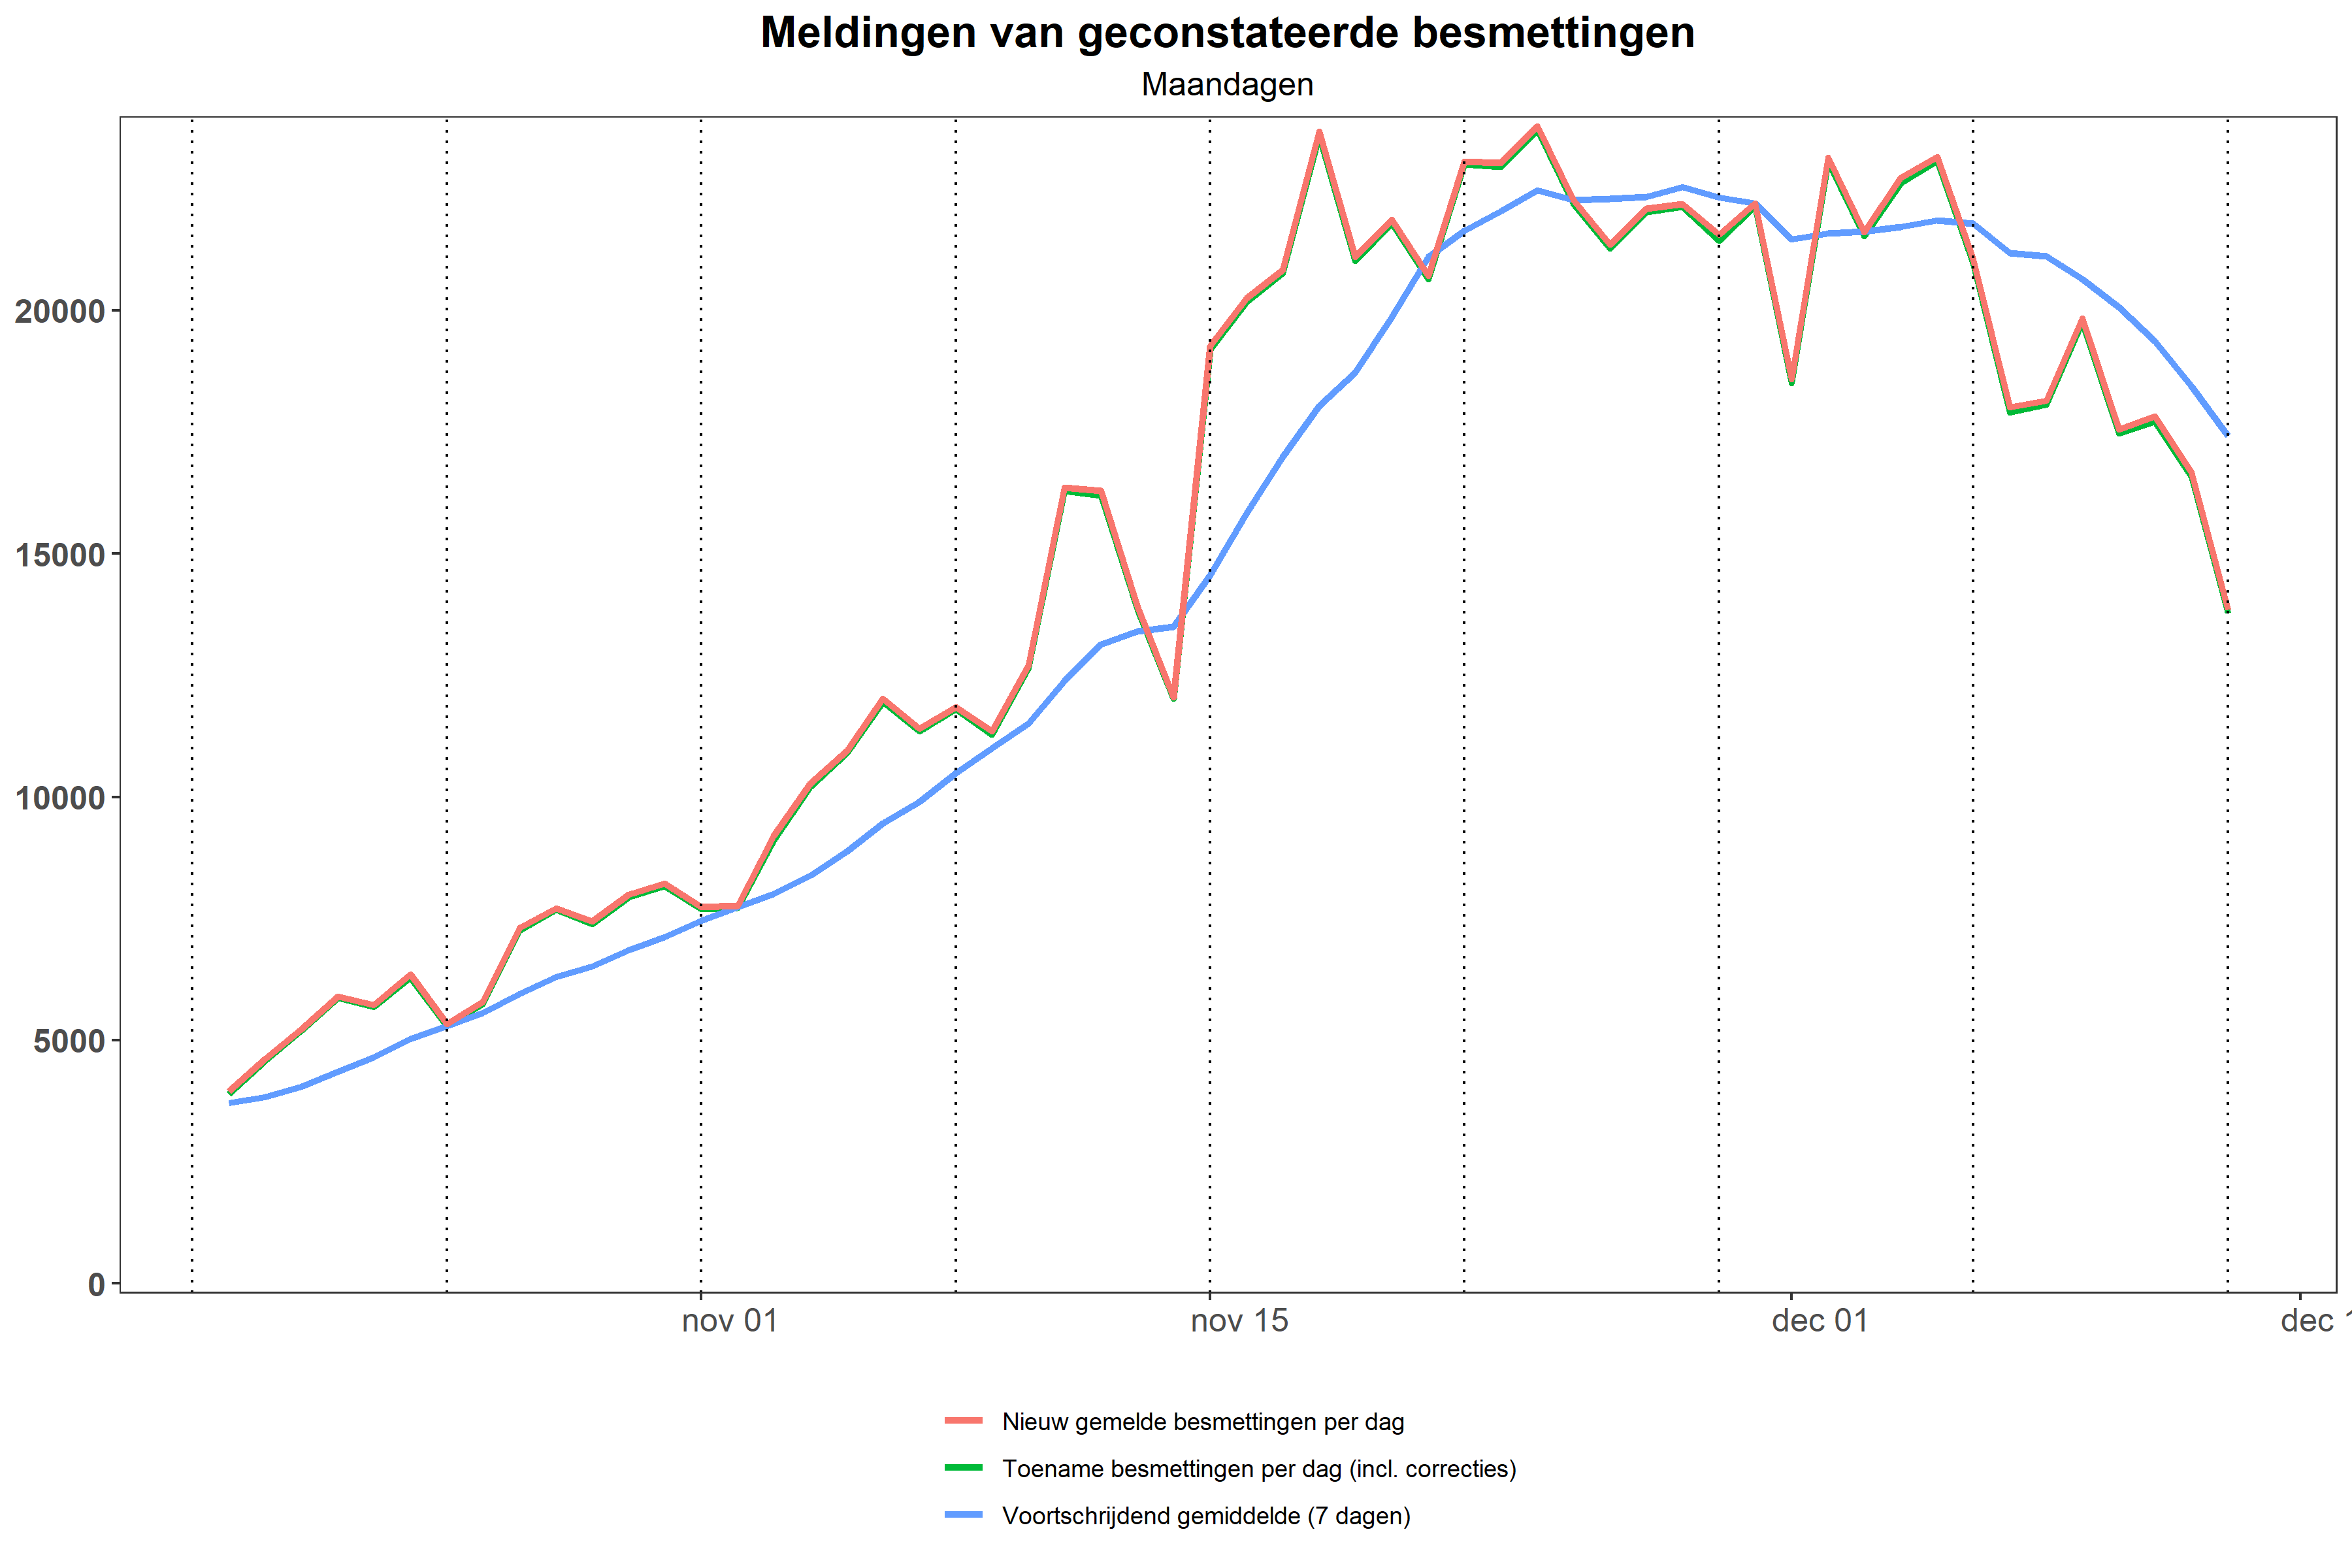 Meldingen van geconstateerde besmettingen
Maandagen
20000
15000
10000
5000
0
nov 01 nov 15 dec 01 dec 1
Nieuw gemelde besmettingen per dag
Toename besmettingen per dag (incl. correcties)
Voortschrijdend gemiddelde (7 dagen)